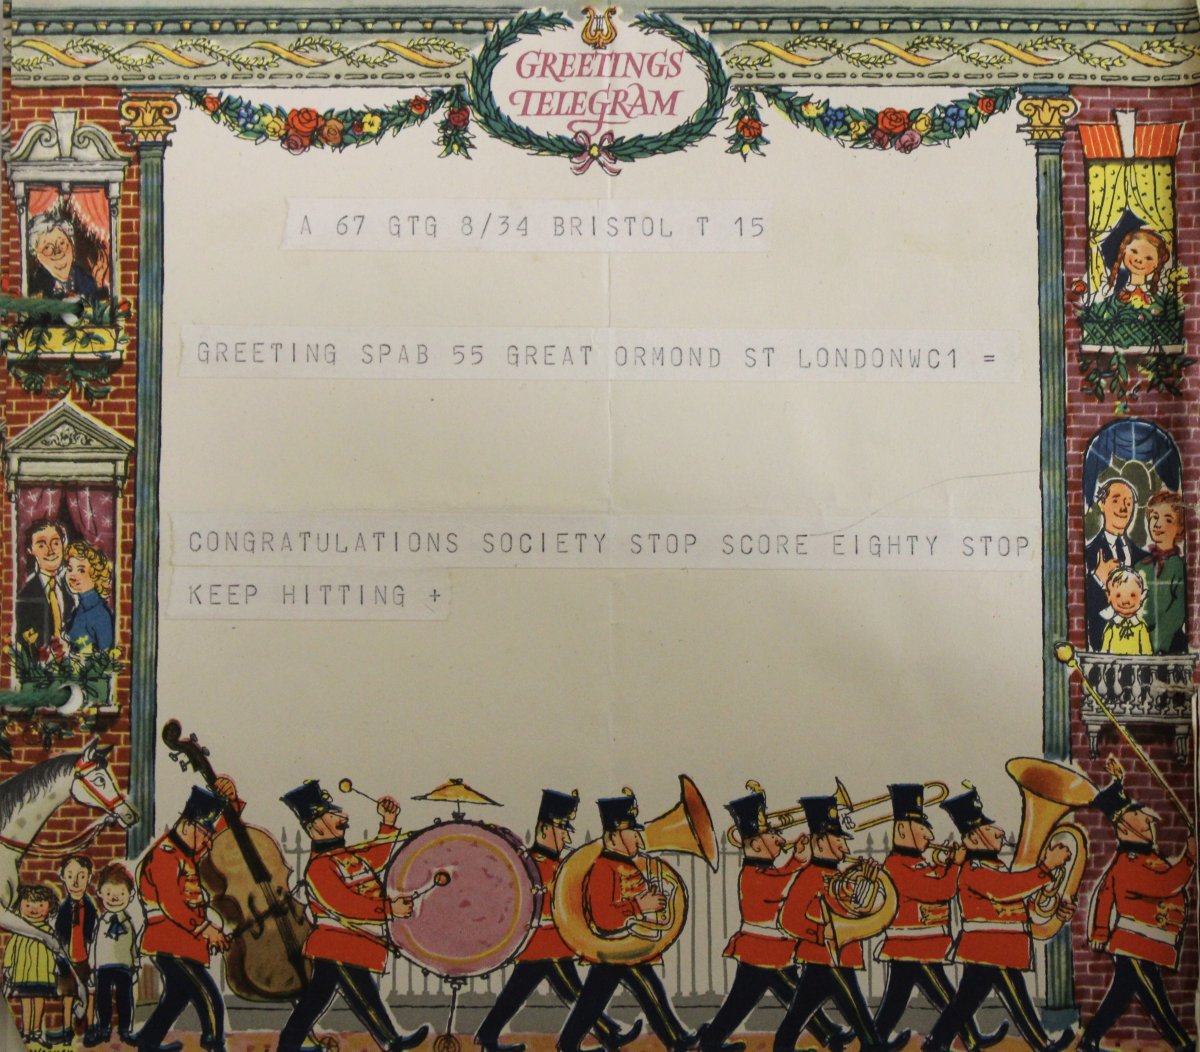 GREETINGS
TELEGRAM
A 67 GTG 8/34 BRISTOL T 15
GREETING SPAB 55 GREAT ORMOND ST LONDONWC1 =
CONGRATULATIONS SOCIETY STOP SCORE EIGHTY STOP
KEEP HITTING +